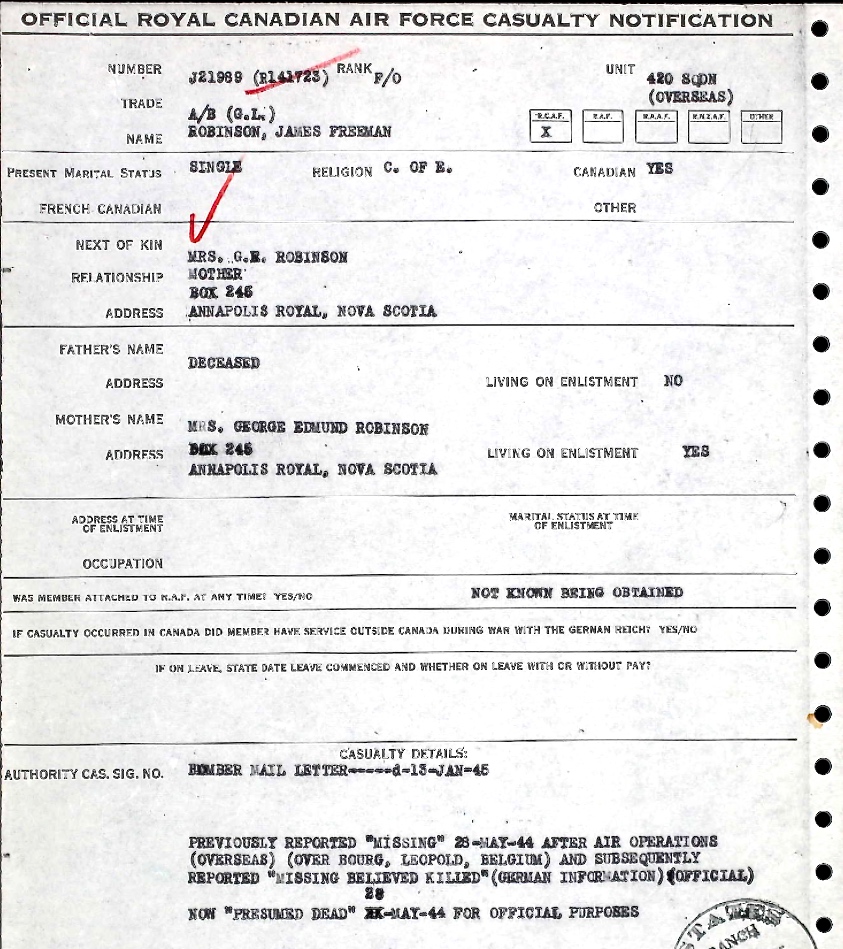 OFFICIAL ROYAL CANADIAN AIR FORCE CASUALTY NOTIFICATION
NUMBER J21989 (R141723) RANK F/O UNIT 420 SQDN
(OVERSEAS)
TRADE A/B (G.L.)
R.C.A.F. R.A.F. R.A.A.F. R.N.Z.A.F. OTHER
NAME ROBINSON, JAMES FREEMAN X
PRESENT MARITAL STATUS SINGLE RELIGION C. OF E. CANADIAN YES
FRENCH CANADIAN OTHER
NEXT OF KIN MRS. G.E. ROBINSON
RELATIONSHIP MOTHER
BOX 245
ADDRESS ANNAPOLIS ROYAL, NOVA SCOTIA
FATHER'S NAME DECEASED
ADDRESS LIVING ON ENLISTMENT NO
MOTHER'S NAME MRS. GEORGE EDMUND ROBINSON
ADDRESS BOX 245 LIVING ON ENLISTMENT YES
ANNAPOLIS ROYAL, NOVA SCOTIA
ADDRESS AT TIME MARITAL STATUS AT TIME
OF ENLISTMENT OF ENLISTMENT
OCCUPATION
WAS MEMBER ATTACHED TO R.A.F. AT ANY TIME? YES/NO NOT KNOWN BEING OBTAINED
IF CASUALTY OCCURRED IN CANADA DID MEMBER HAVE SERVICE OUTSIDE CANADA DURING WAR WITH THE GERMAN REICH? YES/NO
IF ON LEAVE, STATE DATE LEAVE COMMENCED AND WHETHER ON LEAVE WITH OR WITHOUT PAY?
CASUALTY DETAILS:
AUTHORITY CAS. SIG. NO. BOMBER MAIL LETTER-----d-13-JAN-45
PREVIOUSLY REPORTED "MISSING" 28-MAY-44 AFTER AIR OPERATIONS
(OVERSEAS) (OVER BOURG, LEOPOLD, BELGIUM) AND SUBSEQUENTLY
REPORTED "MISSING BELIEVED KILLED" (GERMAN INFORMATION) (OFFICIAL)
28
NOW "PRESUMED DEAD" XX-MAY-44 FOR OFFICIAL PURPOSES